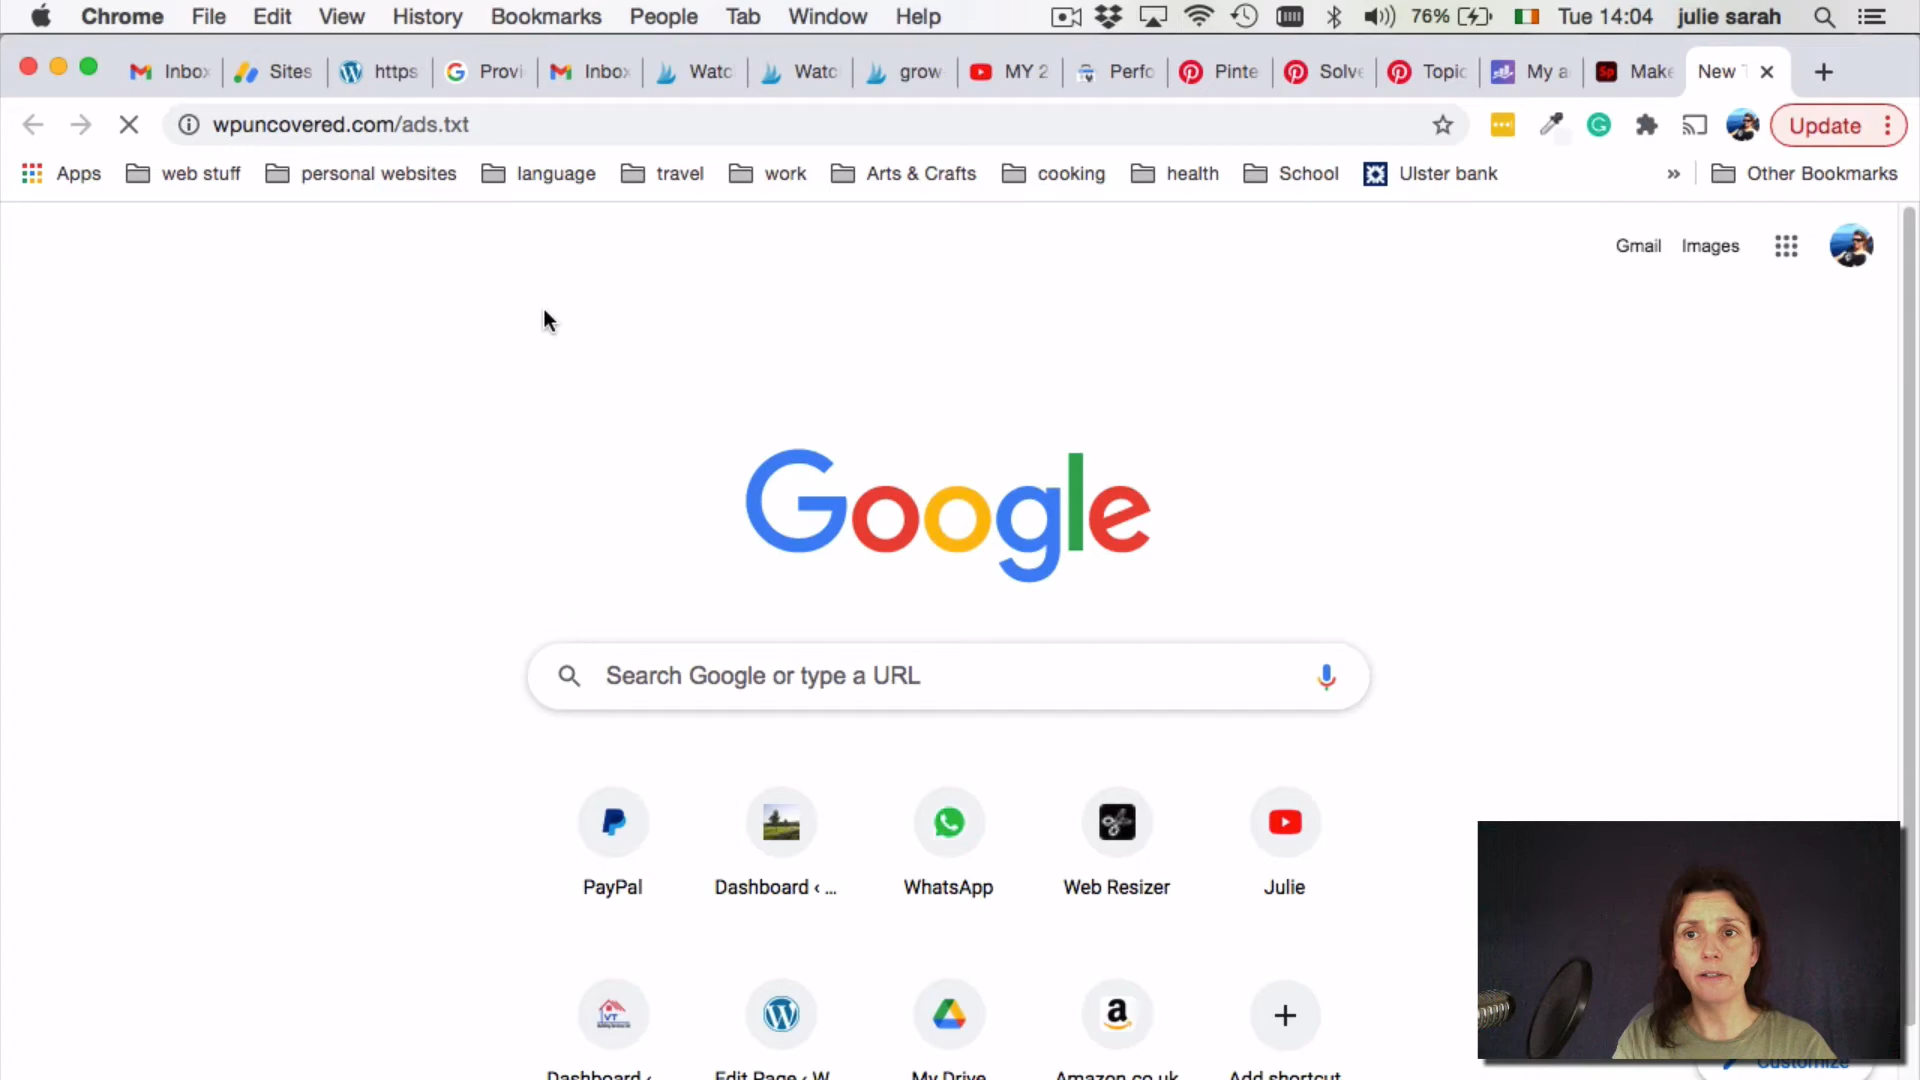 Chrome File Edit View History Bookmarks People Tab Window Help 76% Tue 14:04 julie sarah
Inbox Sites https Provi Inbox Watc Watc grow MY 2 Perfo Pinte Solve Topic My a Make New T
wpuncovered.com/ads.txt Update
Apps web stuff personal websites language travel work Arts & Crafts cooking health School Ulster bank » Other Bookmarks
Gmail Images
Google
Search Google or type a URL
PayPal Dashboard ‹ ... WhatsApp Web Resizer Julie
VT
Dashboard ‹ Edit Page ‹ W My Drive Amazon.co.uk Add shortcut
Customize